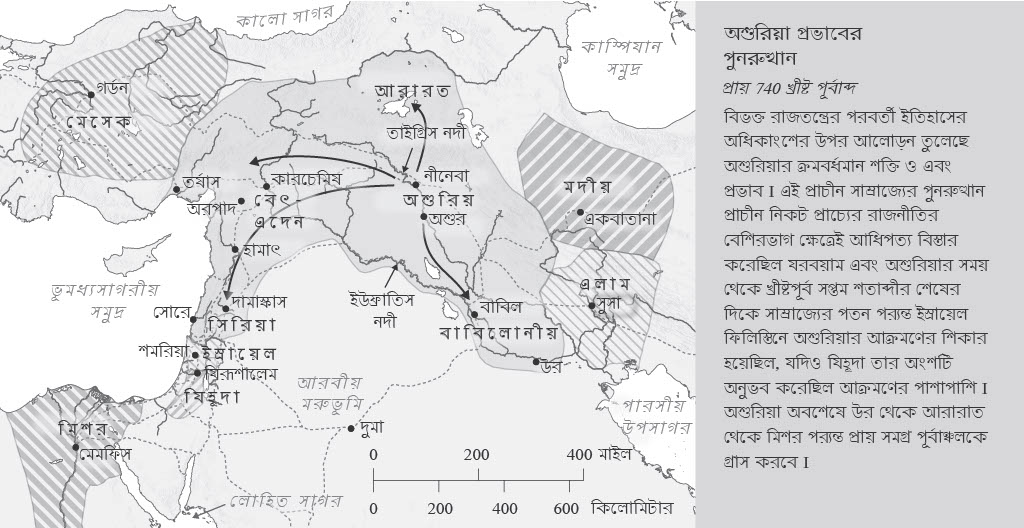 কালো সাগর
কাস্পিয়ান
সমুদ্র
গর্ডন
মেসেক
আরারত
তাইগ্রিস নদী
নীনেবা
তর্ষাস
কারচেমিষ
অরপাদ
বেৎ-
এদেন
অশুরিয়
অশুর
মদীয়
একবাতানা
হামাৎ
ভূমধ্যসাগরীয়
সমুদ্র
সোরে
দামাস্কাস
সিরিয়া
ইউফ্রাতিস
নদী
বাবিল
বাবিলোনীয়
এলাম
সুসা
শমরিয়া
ইস্রায়েল
যিরূশালেম
যিহূদা
উর
আরবীয়
মরুভূমি
পারসীয়
উপসাগর
মিশর
মেমফিস
দুমা
লোহিত সাগর
0 200 400 মাইল
0 200 400 600 কিলোমিটার
অশুরিয়া প্রভাবের
পুনরুত্থান
প্রায় 740 খ্রীষ্ট পূর্বাব্দ
বিভক্ত রাজতন্ত্রের পরবর্তী ইতিহাসের
অধিকাংশের উপর আলোড়ন তুলেছে
অশুরিয়ার ক্রমবর্ধমান শক্তি ও এবং
প্রভাব I এই প্রাচীন সাম্রাজ্যের পুনরুত্থান
প্রাচীন নিকট প্রাচ্যের রাজনীতির
বেশিরভাগ ক্ষেত্রেই আধিপত্য বিস্তার
করেছিল যরবয়াম এবং অশুরিয়ার সময়
থেকে খ্রীষ্টপূর্ব সপ্তম শতাব্দীর শেষের
দিকে সাম্রাজ্যের পতন পর্যন্ত ইস্রায়েল
ফিলিস্তিনে অশুরিয়ার আক্রমণের শিকার
হয়েছিল, যদিও যিহূদা তার অংশটি
অনুভব করেছিল আক্রমণের পাশাপাশি I
অশুরিয়া অবশেষে উর থেকে আরারাত
থেকে মিশর পর্যন্ত প্রায় সমগ্র পূর্বাঞ্চলকে
গ্রাস করবে I